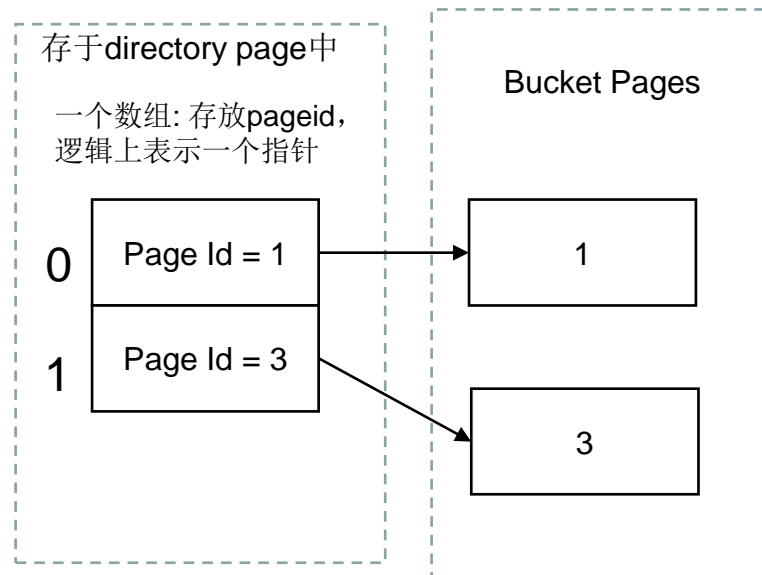 存于directory page中
一个数组: 存放pageid，
逻辑上表示一个指针
Bucket Pages
0
Page Id = 1
1
1
Page Id = 3
3